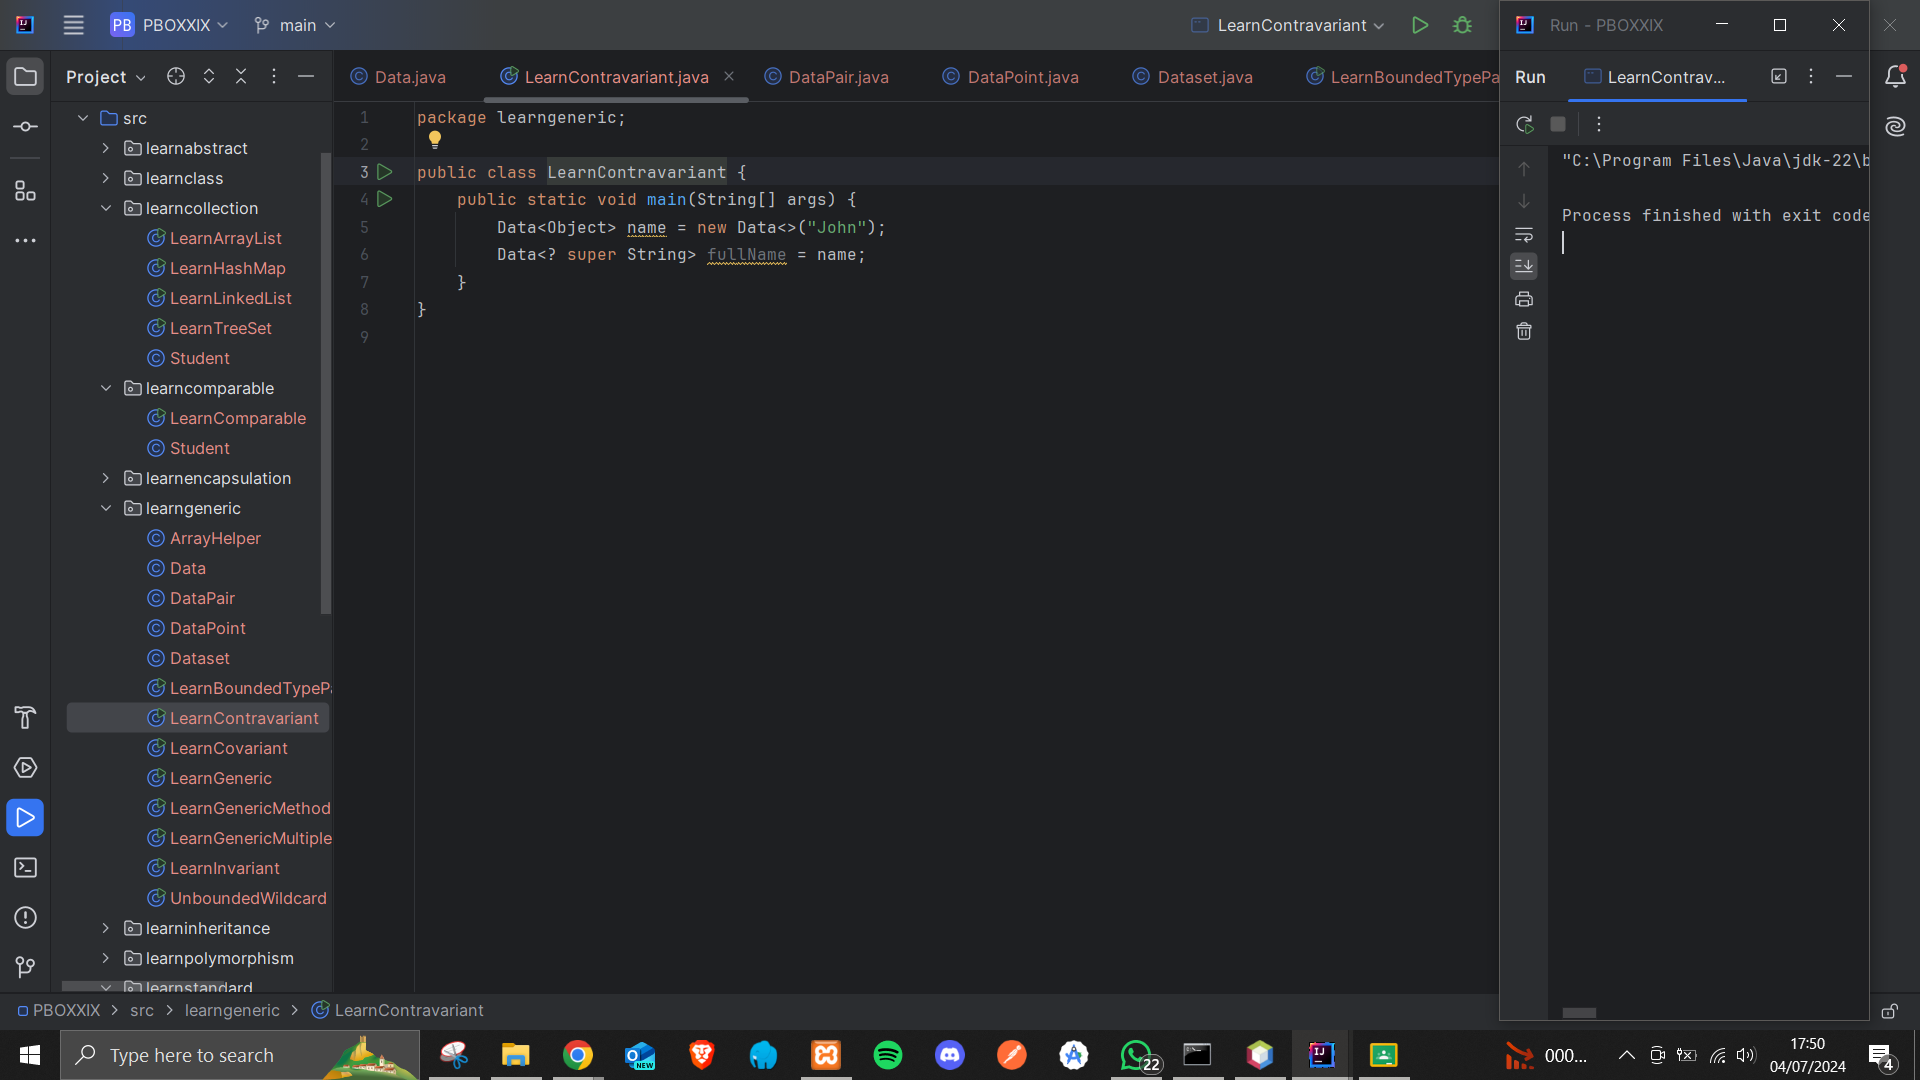 PB PBOXXIX main LearnContravariant
Run - PBOXXIX
Project
Data.java LearnContravariant.java DataPair.java DataPoint.java Dataset.java LearnBoundedTypePa
Run LearnContrav...
src
learnabstract
learnclass
learncollection
LearnArrayList
LearnHashMap
LearnLinkedList
LearnTreeSet
Student
learncomparable
LearnComparable
Student
learnencapsulation
learngeneric
ArrayHelper
Data
DataPair
DataPoint
Dataset
LearnBoundedTypePa
LearnContravariant
LearnCovariant
LearnGeneric
LearnGenericMethod
LearnGenericMultiple
LearnInvariant
UnboundedWildcard
learninheritance
learnpolymorphism
learnstandard
1 package learngeneric;
2
3 public class LearnContravariant {
4 public static void main(String[] args) {
5 Data<Object> name = new Data<>("John");
6 Data<? super String> fullName = name;
7 }
8 }
9
"C:\Program Files\Java\jdk-22\b
Process finished with exit code
PBOXXIX > src > learngeneric > LearnContravariant
Type here to search
NEW
22
000...
17:50
04/07/2024
4